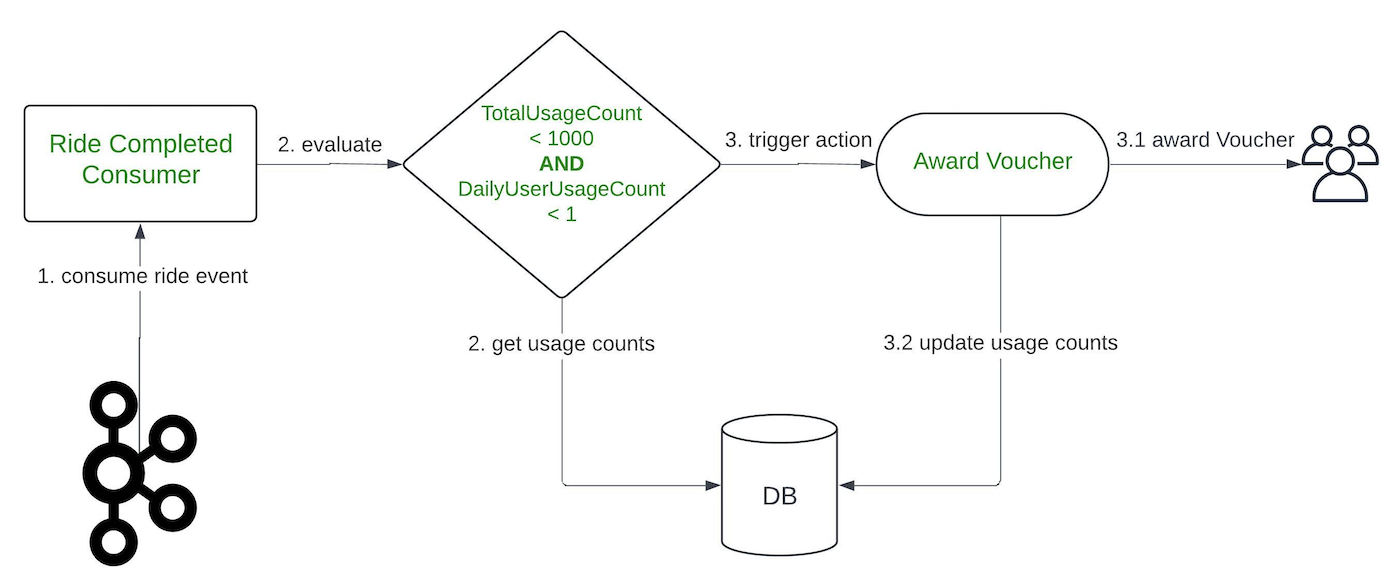 Ride Completed
Consumer
2. evaluate
TotalUsageCount
< 1000
AND
DailyUserUsageCount
< 1
3. trigger action
Award Voucher
3.1 award Voucher
1. consume ride event
2. get usage counts
3.2 update usage counts
DB